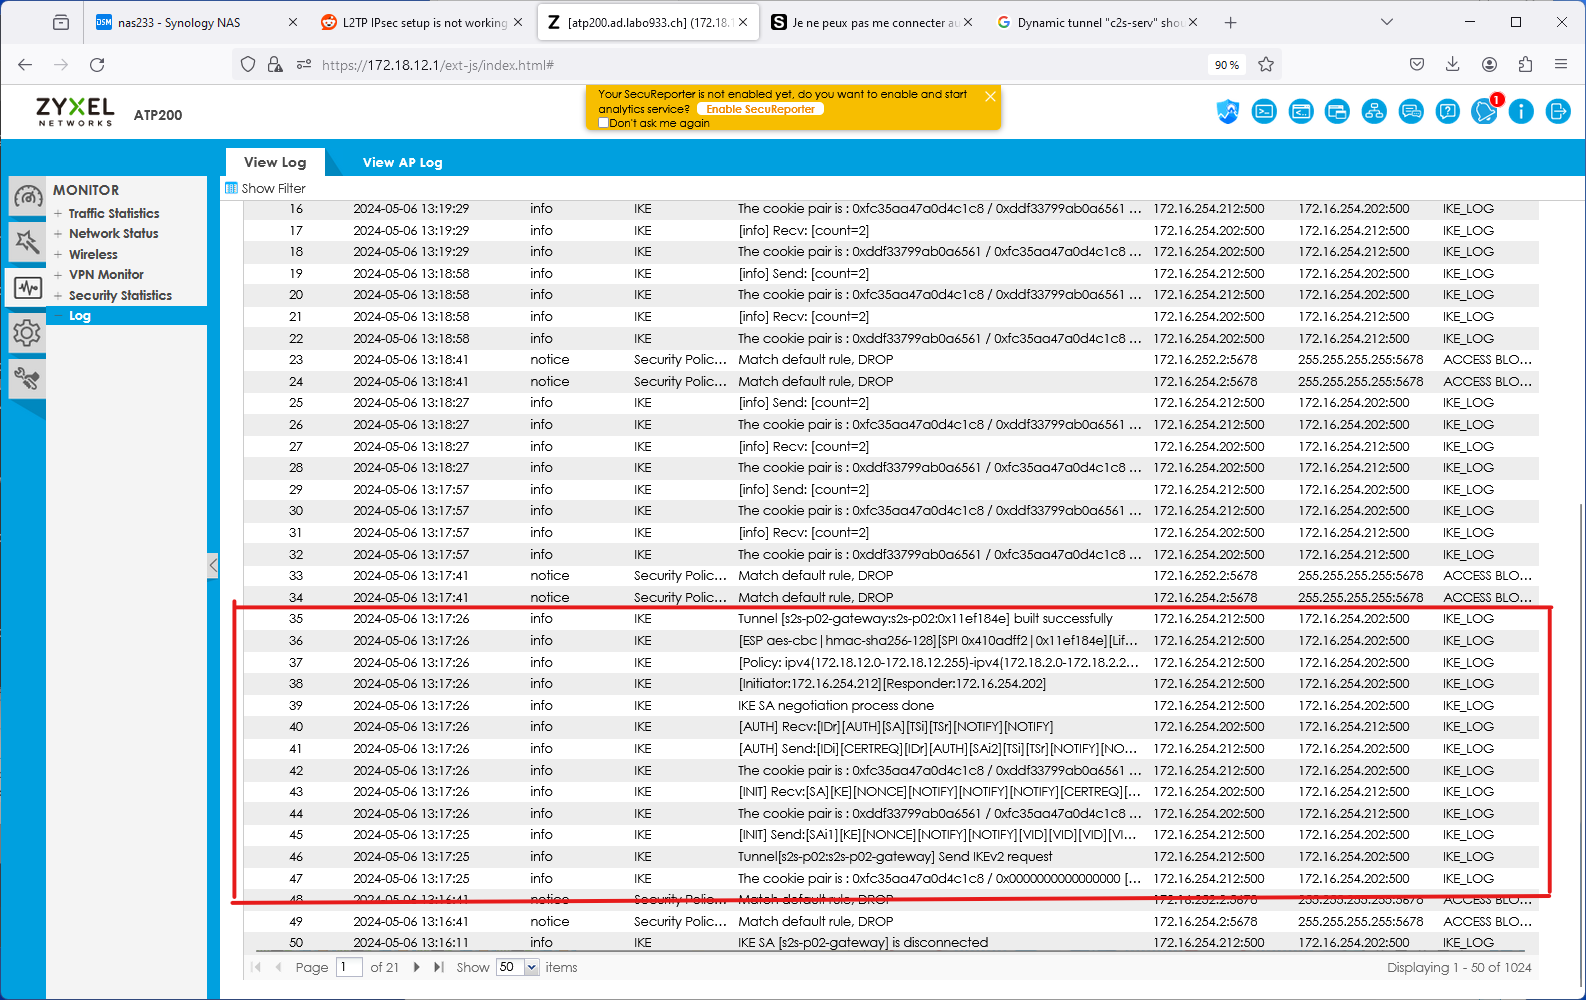 nas233 - Synology NAS
L2TP IPsec setup is not working
[atp200.ad.labo933.ch] (172.18.1
Je ne peux pas me connecter au
Dynamic tunnel "c2s-serv" shou
https://172.18.12.1/ext-js/index.html#
90 %
ZYXEL
NETWORKS
ATP200
Your SecuReporter is not enabled yet, do you want to enable and start
analytics service? Enable SecuReporter
Don't ask me again
1
View Log
View AP Log
MONITOR
Traffic Statistics
Network Status
Wireless
VPN Monitor
Security Statistics
Log
Show Filter
16 2024-05-06 13:19:29 info IKE The cookie pair is : 0xfc35aa47a0d4c1c8 / 0xddf33799ab0a6561 ... 172.16.254.212:500 172.16.254.202:500 IKE_LOG
17 2024-05-06 13:19:29 info IKE [info] Recv: [count=2] 172.16.254.202:500 172.16.254.212:500 IKE_LOG
18 2024-05-06 13:19:29 info IKE The cookie pair is : 0xddf33799ab0a6561 / 0xfc35aa47a0d4c1c8 ... 172.16.254.202:500 172.16.254.212:500 IKE_LOG
19 2024-05-06 13:18:58 info IKE [info] Send: [count=2] 172.16.254.212:500 172.16.254.202:500 IKE_LOG
20 2024-05-06 13:18:58 info IKE The cookie pair is : 0xfc35aa47a0d4c1c8 / 0xddf33799ab0a6561 ... 172.16.254.212:500 172.16.254.202:500 IKE_LOG
21 2024-05-06 13:18:58 info IKE [info] Recv: [count=2] 172.16.254.202:500 172.16.254.212:500 IKE_LOG
22 2024-05-06 13:18:58 info IKE The cookie pair is : 0xddf33799ab0a6561 / 0xfc35aa47a0d4c1c8 ... 172.16.254.202:500 172.16.254.212:500 IKE_LOG
23 2024-05-06 13:18:41 notice Security Polic... Match default rule, DROP 172.16.252.2:5678 255.255.255.255:5678 ACCESS BLO...
24 2024-05-06 13:18:41 notice Security Polic... Match default rule, DROP 172.16.254.2:5678 255.255.255.255:5678 ACCESS BLO...
25 2024-05-06 13:18:27 info IKE [info] Send: [count=2] 172.16.254.212:500 172.16.254.202:500 IKE_LOG
26 2024-05-06 13:18:27 info IKE The cookie pair is : 0xfc35aa47a0d4c1c8 / 0xddf33799ab0a6561 ... 172.16.254.212:500 172.16.254.202:500 IKE_LOG
27 2024-05-06 13:18:27 info IKE [info] Recv: [count=2] 172.16.254.202:500 172.16.254.212:500 IKE_LOG
28 2024-05-06 13:18:27 info IKE The cookie pair is : 0xddf33799ab0a6561 / 0xfc35aa47a0d4c1c8 ... 172.16.254.202:500 172.16.254.212:500 IKE_LOG
29 2024-05-06 13:17:57 info IKE [info] Send: [count=2] 172.16.254.212:500 172.16.254.202:500 IKE_LOG
30 2024-05-06 13:17:57 info IKE The cookie pair is : 0xfc35aa47a0d4c1c8 / 0xddf33799ab0a6561 ... 172.16.254.212:500 172.16.254.202:500 IKE_LOG
31 2024-05-06 13:17:57 info IKE [info] Recv: [count=2] 172.16.254.202:500 172.16.254.212:500 IKE_LOG
32 2024-05-06 13:17:57 info IKE The cookie pair is : 0xddf33799ab0a6561 / 0xfc35aa47a0d4c1c8 ... 172.16.254.202:500 172.16.254.212:500 IKE_LOG
33 2024-05-06 13:17:41 notice Security Polic... Match default rule, DROP 172.16.252.2:5678 255.255.255.255:5678 ACCESS BLO...
34 2024-05-06 13:17:41 notice Security Polic... Match default rule, DROP 172.16.254.2:5678 255.255.255.255:5678 ACCESS BLO...
35 2024-05-06 13:17:26 info IKE Tunnel [s2s-p02-gateway:s2s-p02:0x11ef184e] built successfully 172.16.254.212:500 172.16.254.202:500 IKE_LOG
36 2024-05-06 13:17:26 info IKE [ESP aes-cbc|hmac-sha256-128][SPI 0x410adff2|0x11ef184e][Lif... 172.16.254.212:500 172.16.254.202:500 IKE_LOG
37 2024-05-06 13:17:26 info IKE [Policy: ipv4(172.18.12.0-172.18.12.255)-ipv4(172.18.2.0-172.18.2.2... 172.16.254.212:500 172.16.254.202:500 IKE_LOG
38 2024-05-06 13:17:26 info IKE [Initiator:172.16.254.212][Responder:172.16.254.202] 172.16.254.212:500 172.16.254.202:500 IKE_LOG
39 2024-05-06 13:17:26 info IKE IKE SA negotiation process done 172.16.254.212:500 172.16.254.202:500 IKE_LOG
40 2024-05-06 13:17:26 info IKE [AUTH] Recv:[IDr][AUTH][SA][TSi][TSr][NOTIFY][NOTIFY] 172.16.254.202:500 172.16.254.212:500 IKE_LOG
41 2024-05-06 13:17:26 info IKE [AUTH] Send:[IDi][CERTREQ][IDr][AUTH][SAi2][TSi][TSr][NOTIFY][NO... 172.16.254.212:500 172.16.254.202:500 IKE_LOG
42 2024-05-06 13:17:26 info IKE The cookie pair is : 0xfc35aa47a0d4c1c8 / 0xddf33799ab0a6561 ... 172.16.254.212:500 172.16.254.202:500 IKE_LOG
43 2024-05-06 13:17:26 info IKE [INIT] Recv:[SA][KE][NONCE][NOTIFY][NOTIFY][NOTIFY][CERTREQ][... 172.16.254.202:500 172.16.254.212:500 IKE_LOG
44 2024-05-06 13:17:26 info IKE The cookie pair is : 0xddf33799ab0a6561 / 0xfc35aa47a0d4c1c8 ... 172.16.254.202:500 172.16.254.212:500 IKE_LOG
45 2024-05-06 13:17:25 info IKE [INIT] Send:[SAi1][KE][NONCE][NOTIFY][NOTIFY][VID][VID][VID][VI... 172.16.254.212:500 172.16.254.202:500 IKE_LOG
46 2024-05-06 13:17:25 info IKE Tunnel[s2s-p02:s2s-p02-gateway] Send IKEv2 request 172.16.254.212:500 172.16.254.202:500 IKE_LOG
47 2024-05-06 13:17:25 info IKE The cookie pair is : 0xfc35aa47a0d4c1c8 / 0x0000000000000000 [... 172.16.254.212:500 172.16.254.202:500 IKE_LOG
48 2024-05-06 13:16:41 notice Security Polic... Match default rule, DROP 172.16.252.2:5678 255.255.255.255:5678 ACCESS BLO...
49 2024-05-06 13:16:41 notice Security Polic... Match default rule, DROP 172.16.254.2:5678 255.255.255.255:5678 ACCESS BLO...
50 2024-05-06 13:16:11 info IKE IKE SA [s2s-p02-gateway] is disconnected 172.16.254.212:500 172.16.254.202:500 IKE_LOG
Page 1 of 21 Show 50 items
Displaying 1 - 50 of 1024